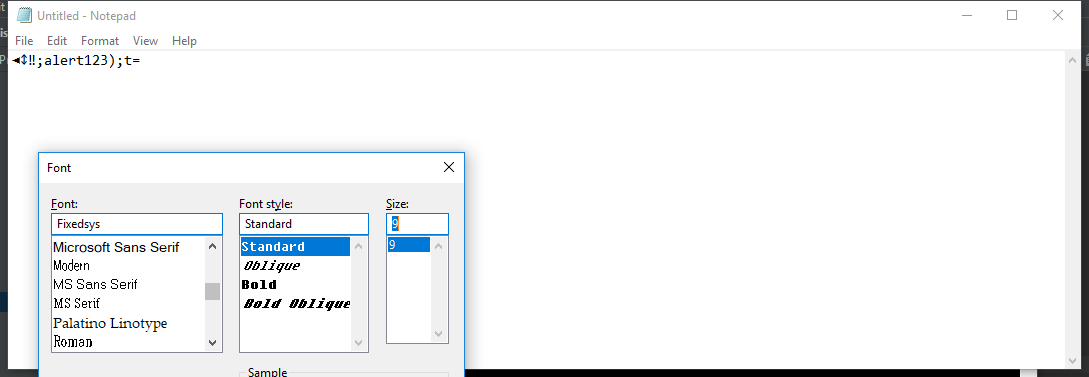 Untitled - Notepad
File Edit Format View Help
◄↕‼;alert123);t=
Font
Font: Font style: Size:
Fixedsys Standard 9
Microsoft Sans Serif Standard 9
Modern Oblique
MS Sans Serif Bold
MS Serif Bold Oblique
Palatino Linotype
Roman
Sample